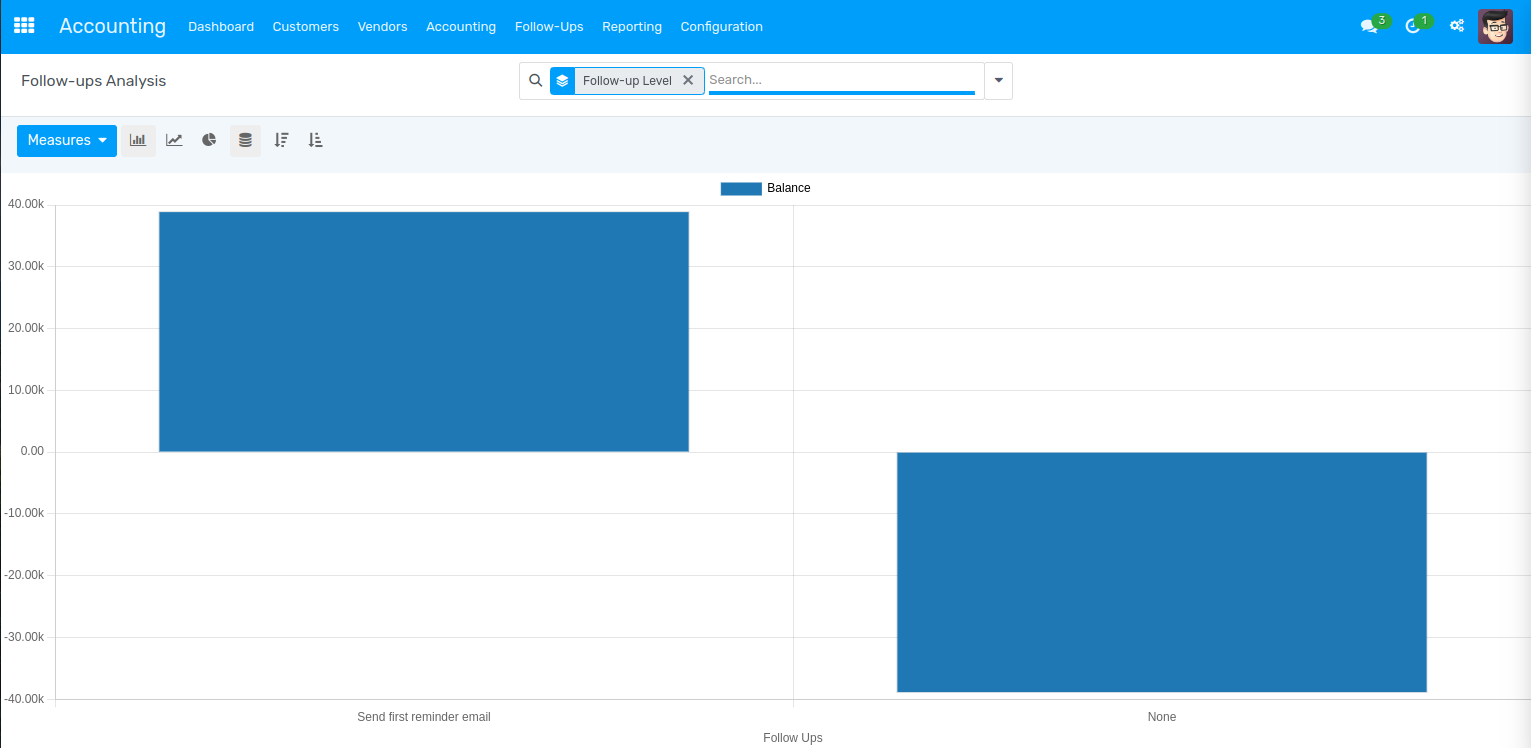 Accounting Dashboard Customers Vendors Accounting Follow-Ups Reporting Configuration 3 1
Follow-ups Analysis
Follow-up Level Search...
Measures
Balance
40.00k
30.00k
20.00k
10.00k
0.00
-10.00k
-20.00k
-30.00k
-40.00k
Send first reminder email None
Follow Ups